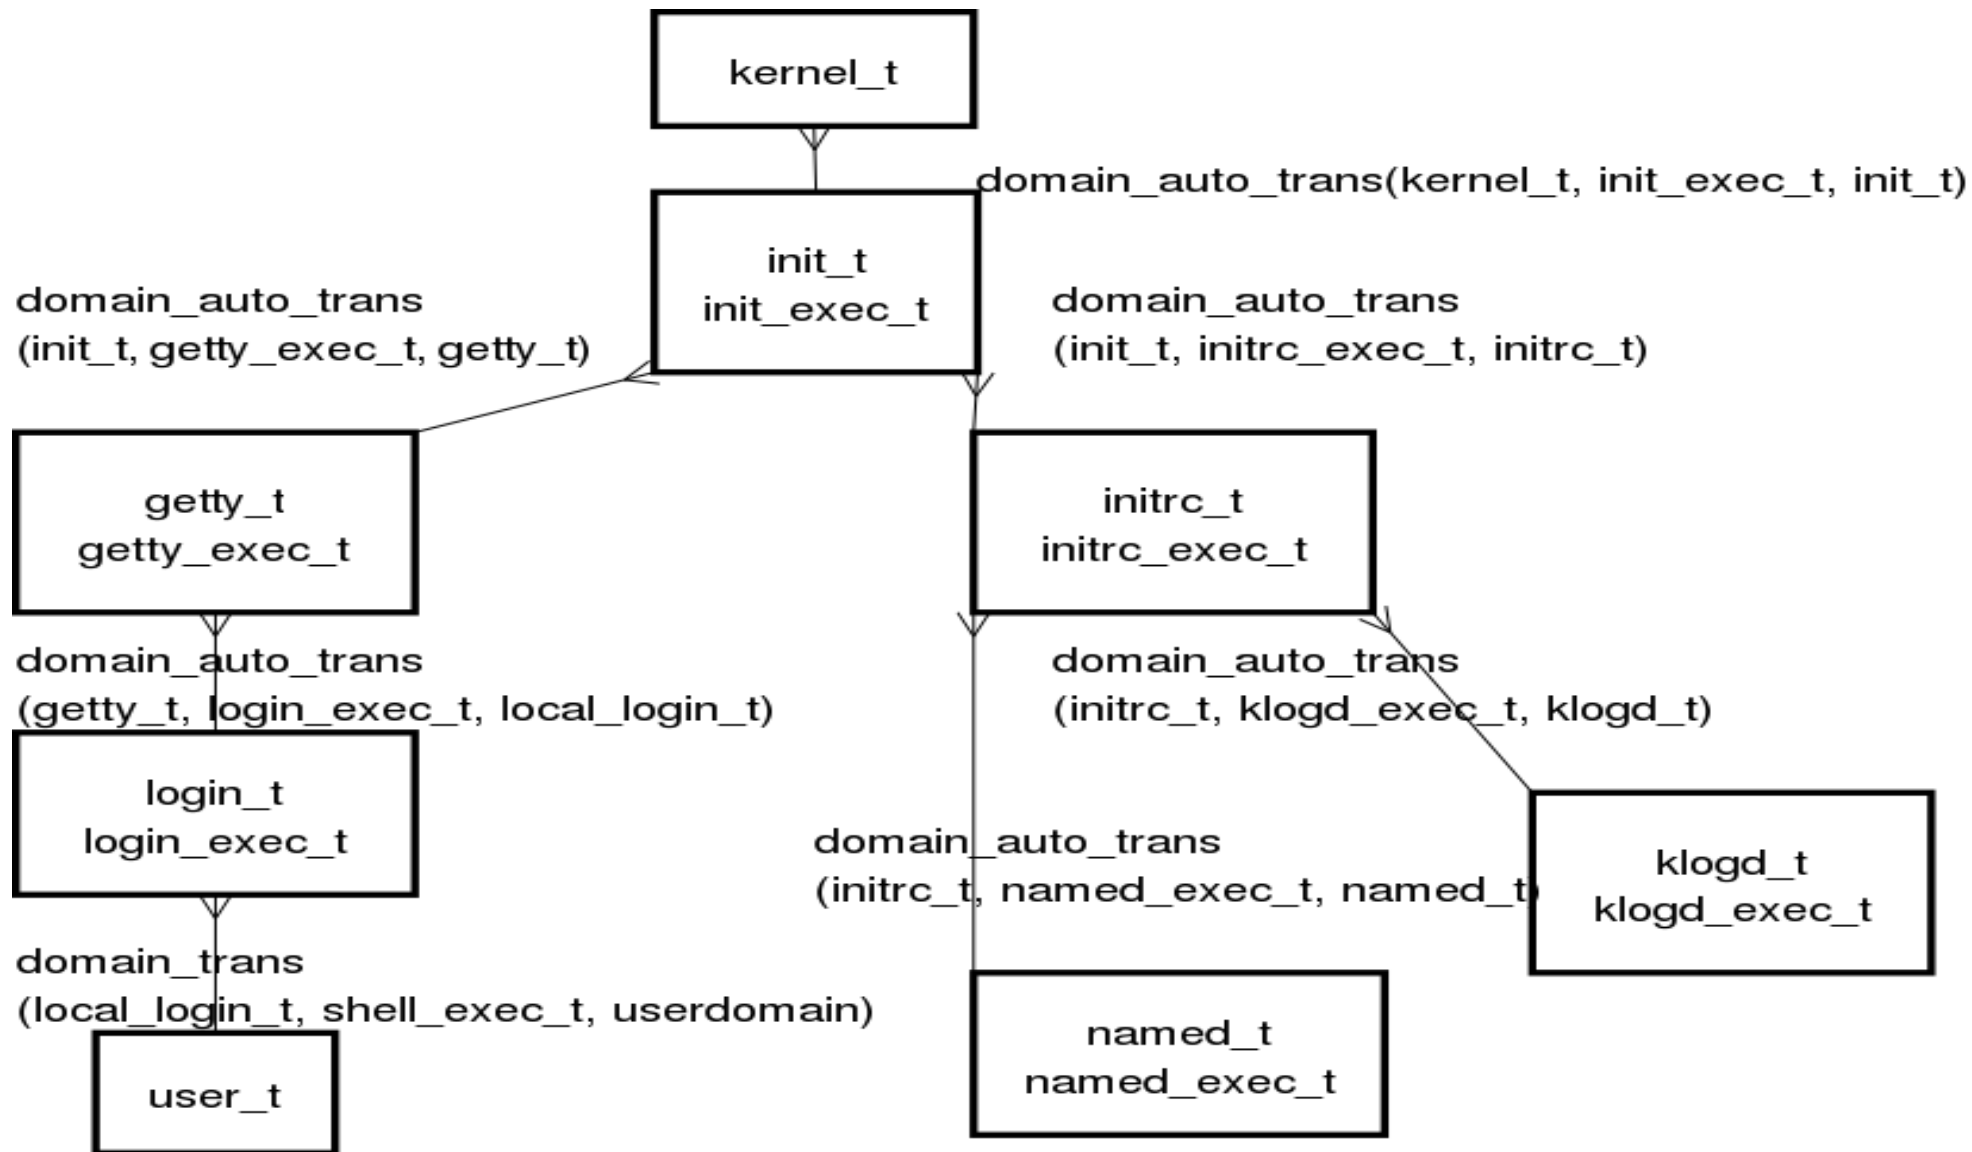 kernel_t
domain_auto_trans(kernel_t, init_exec_t, init_t)
init_t
init_exec_t
domain_auto_trans
(init_t, getty_exec_t, getty_t)
domain_auto_trans
(init_t, initrc_exec_t, initrc_t)
getty_t
getty_exec_t
initrc_t
initrc_exec_t
domain_auto_trans
(getty_t, login_exec_t, local_login_t)
domain_auto_trans
(initrc_t, klogd_exec_t, klogd_t)
login_t
login_exec_t
domain_auto_trans
(initrc_t, named_exec_t, named_t)
klogd_t
klogd_exec_t
domain_trans
(local_login_t, shell_exec_t, userdomain)
named_t
named_exec_t
user_t